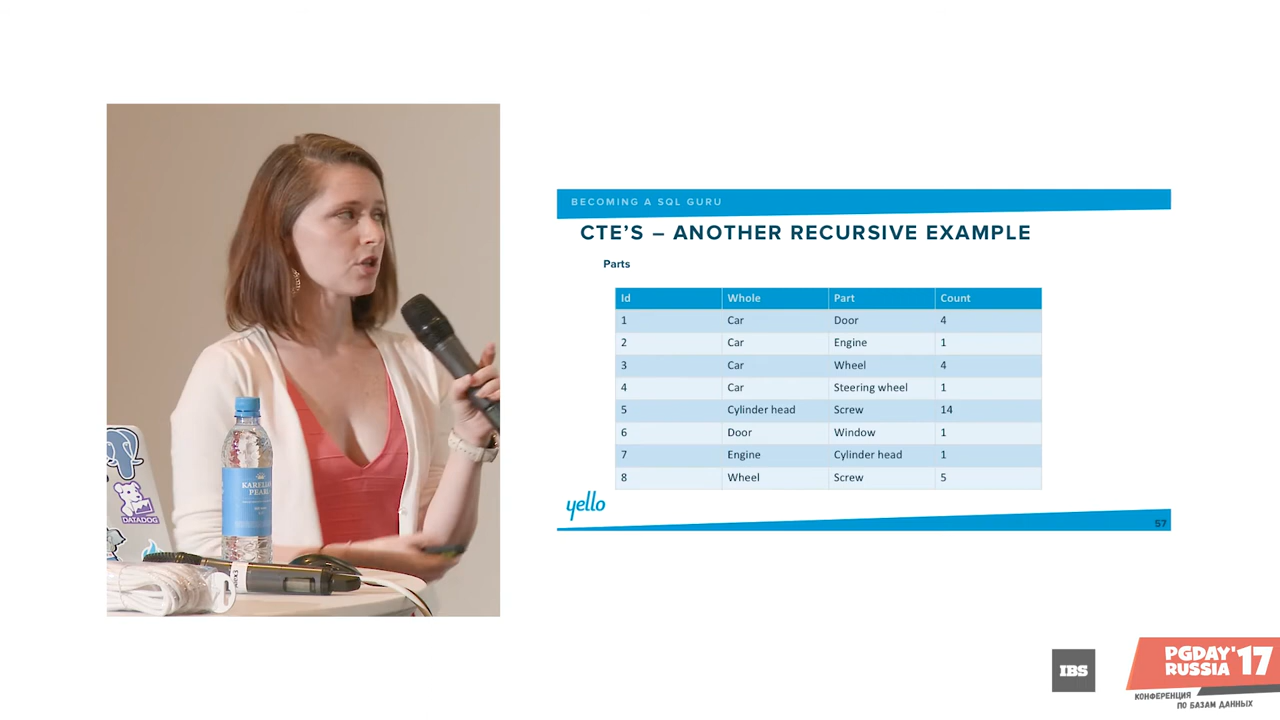 BECOMING A SQL GURU
CTE'S – ANOTHER RECURSIVE EXAMPLE
Parts
Id Whole Part Count
1 Car Door 4
2 Car Engine 1
3 Car Wheel 4
4 Car Steering wheel 1
5 Cylinder head Screw 14
6 Door Window 1
7 Engine Cylinder head 1
8 Wheel Screw 5
yello
57
DATADOG
IBS
PGDAY'17
RUSSIA
КОНФЕРЕНЦИЯ
ПО БАЗАМ ДАННЫХ